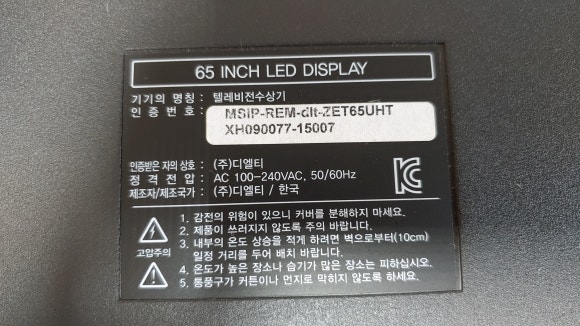 65 INCH LED DISPLAY
기기의 명칭 : 텔레비전수상기
인 증 번 호 : MSIP-REM-dlt-ZET65UHT
XH090077-15007
인증받은 자의 상호 : (주)디엘티
정 격 전 압 : AC 100-240VAC, 50/60Hz
제조자/제조국가 : (주)디엘티 / 한국
고압주의
1. 감전의 위험이 있으니 커버를 분해하지 마세요.
2. 제품이 쓰러지지 않도록 주의 바랍니다.
3. 내부의 온도 상승을 적게 하려면 벽으로부터(10cm)
일정 거리를 두어 배치 바랍니다.
4. 온도가 높은 장소나 습기가 많은 장소는 피하십시오.
5. 통풍구가 커튼이나 먼지로 막히지 않도록 하세요.